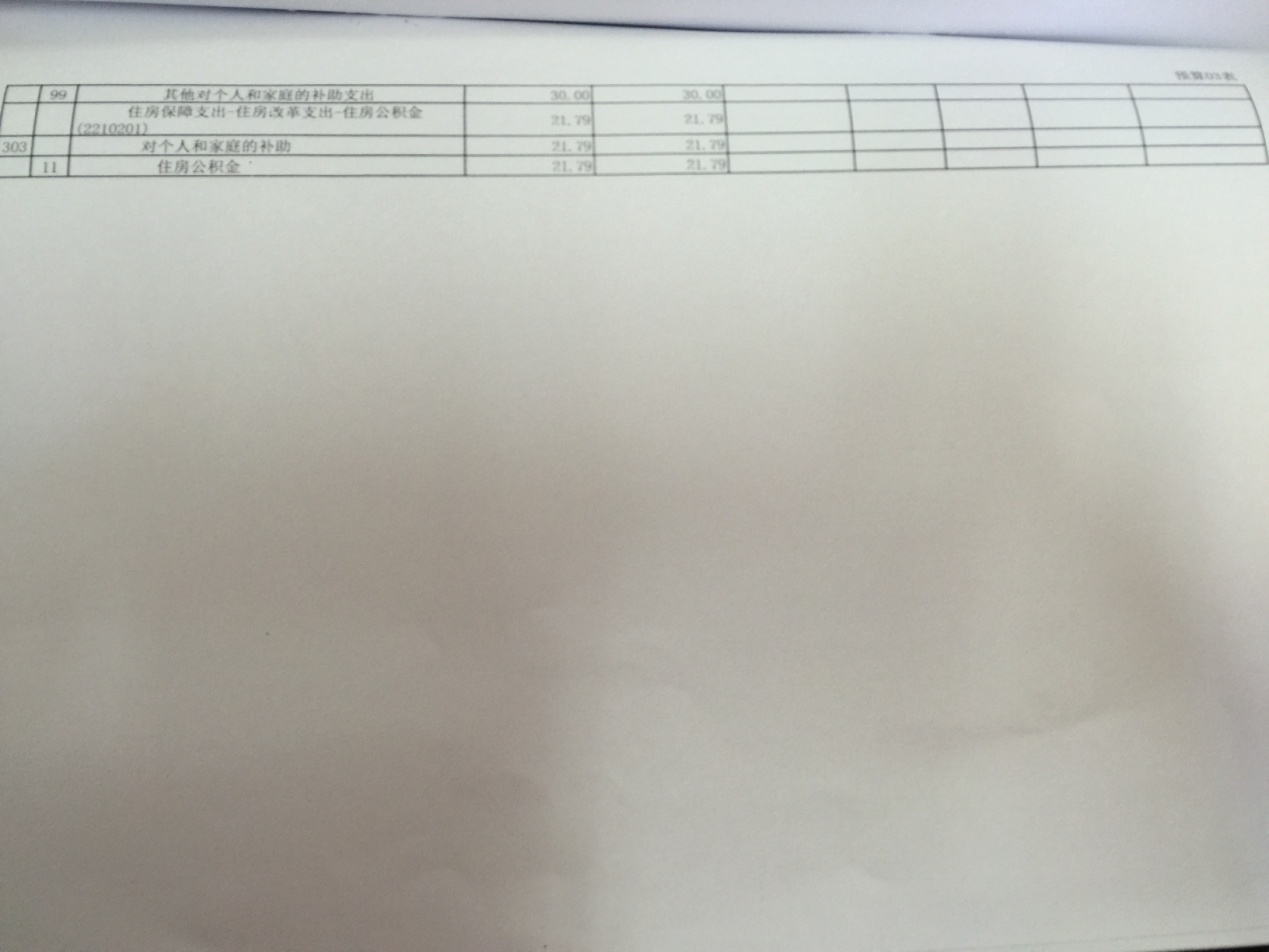 预算03表
99 其他对个人和家庭的补助支出 30.00 30.00
住房保障支出-住房改革支出-住房公积金
(2210201) 21.79 21.79
303 对个人和家庭的补助 21.79 21.79
11 住房公积金 21.79 21.79